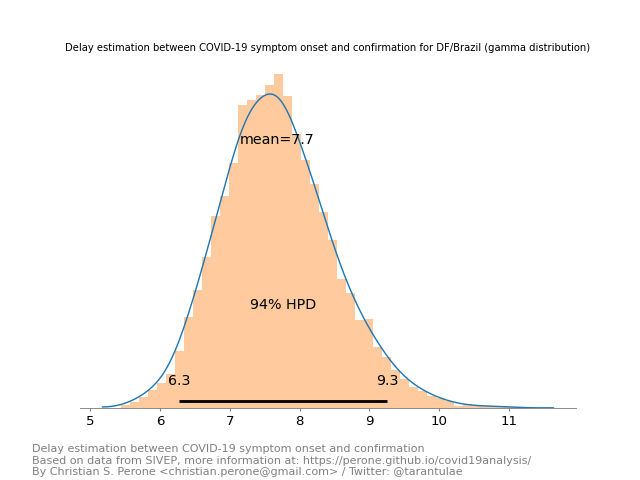 Delay estimation between COVID-19 symptom onset and confirmation for DF/Brazil (gamma distribution)
mean=7.7
94% HPD
6.3 9.3
5 6 7 8 9 10 11
Delay estimation between COVID-19 symptom onset and confirmation
Based on data from SIVEP, more information at: https://perone.github.io/covid19analysis/
By Christian S. Perone <christian.perone@gmail.com> / Twitter: @tarantulae